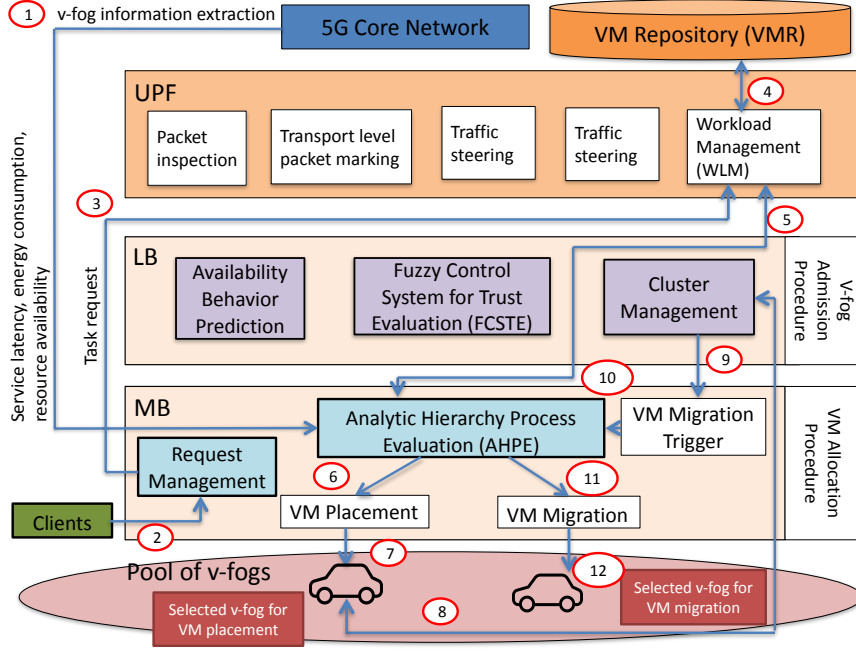 1
v-fog information extraction
5G Core Network
VM Repository (VMR)
4
UPF
Packet
inspection
Transport level
packet marking
Traffic
steering
Traffic
steering
Workload
Management
(WLM)
3
5
Service latency, energy consumption,
resource availability
Task request
LB
Availability
Behavior
Prediction
Fuzzy Control
System for Trust
Evaluation (FCSTE)
Cluster
Management
V-fog
Admission
Procedure
9
10
MB
Analytic Hierarchy Process
Evaluation (AHPE)
VM Migration
Trigger
VM Allocation
Procedure
Request
Management
6
11
Clients
2
VM Placement
VM Migration
7
12
Pool of v-fogs
Selected v-fog for
VM placement
8
Selected v-fog for
VM migration